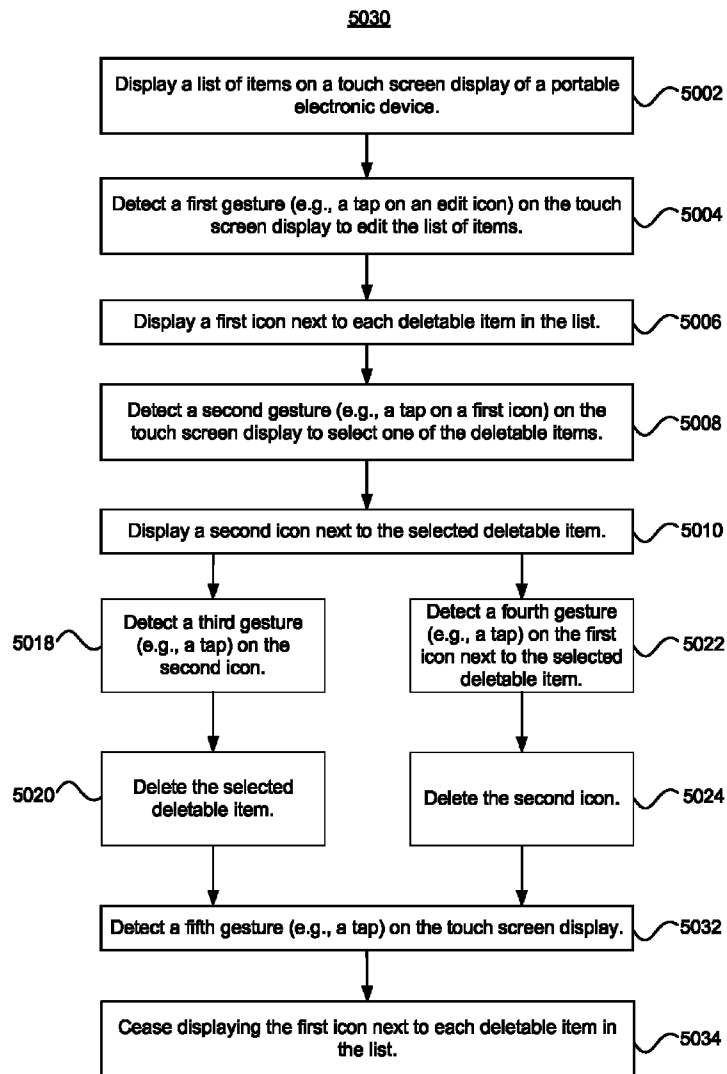 5030
Display a list of items on a touch screen display of a portable
electronic device.
5002
Detect a first gesture (e.g., a tap on an edit icon) on the touch
screen display to edit the list of items.
5004
Display a first icon next to each deletable item in the list.
5006
Detect a second gesture (e.g., a tap on a first icon) on the
touch screen display to select one of the deletable items.
5008
Display a second icon next to the selected deletable item.
5010
5018
Detect a third gesture
(e.g., a tap) on the
second icon.
Detect a fourth gesture
(e.g., a tap) on the first
icon next to the selected
deletable item.
5022
5020
Delete the selected
deletable item.
Delete the second icon.
5024
Detect a fifth gesture (e.g., a tap) on the touch screen display.
5032
Cease displaying the first icon next to each deletable item in
the list.
5034